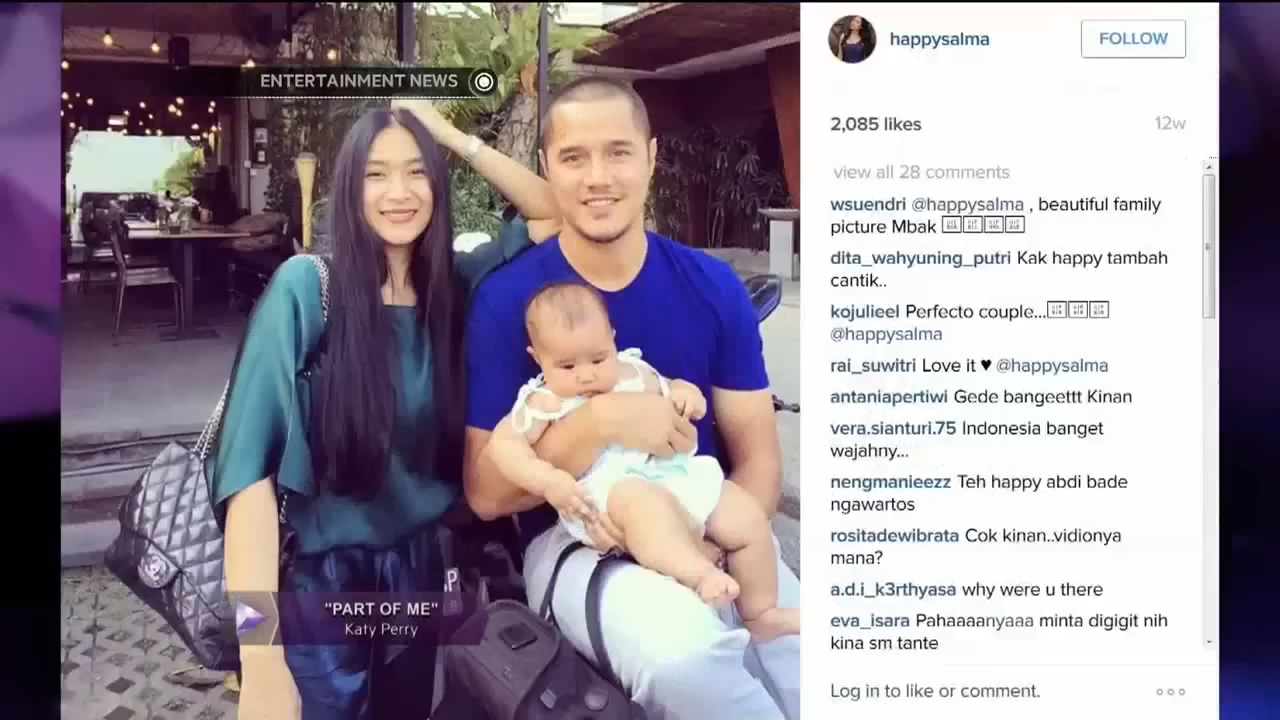 ENTERTAINMENT NEWS
"PART OF ME"
Katy Perry
happysalma
FOLLOW
2,085 likes
12w
view all 28 comments
wsuendri @happysalma , beautiful family
picture Mbak
dita_wahyuning_putri Kak happy tambah
cantik..
kojulieel Perfecto couple...
@happysalma
rai_suwitri Love it ♥ @happysalma
antaniapertiwi Gede bangeettt Kinan
vera.sianturi.75 Indonesia banget
wajahny...
nengmanieezz Teh happy abdi bade
ngawartos
rositadewibrata Cok kinan..vidionya
mana?
a.d.i_k3rthyasa why were u there
eva_isara Pahaaaanyaaa minta digigit nih
kina sm tante
Log in to like or comment.